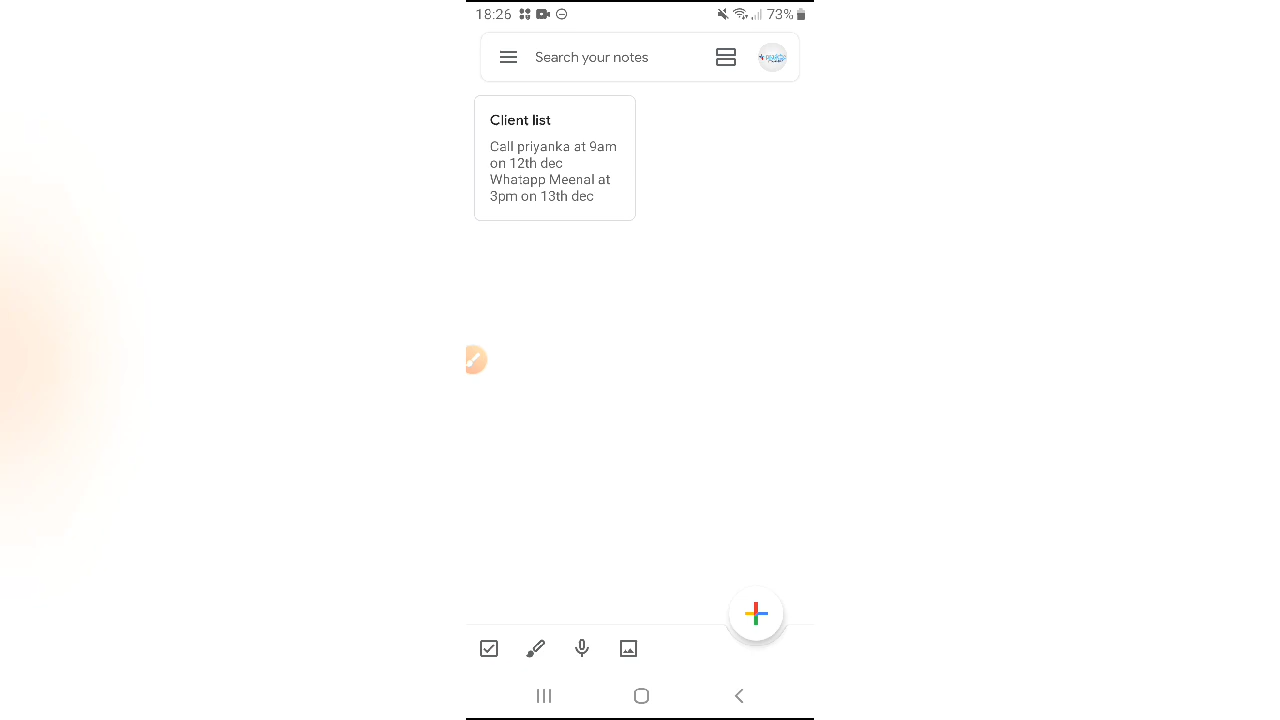 18:26
73%
Search your notes
Client list
Call priyanka at 9am
on 12th dec
Whatapp Meenal at
3pm on 13th dec